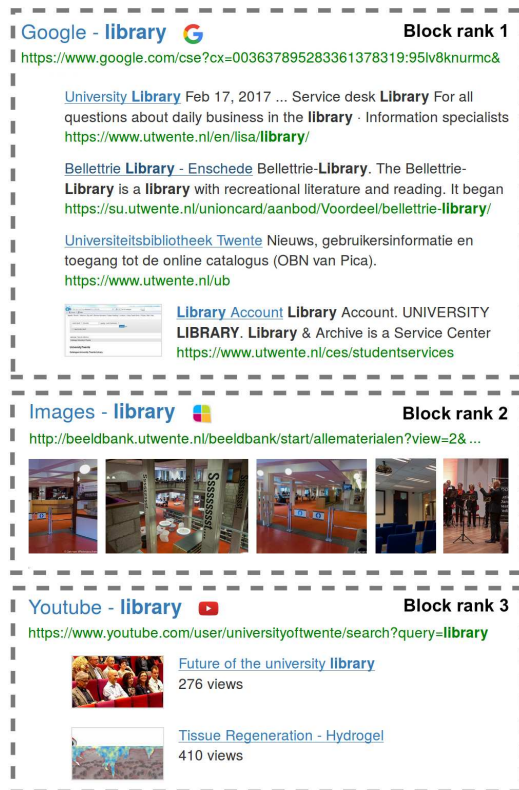 Google - library Block rank 1
https://www.google.com/cse?cx=003637895283361378319:95lv8knurmc&
University Library Feb 17, 2017 ... Service desk Library For all
questions about daily business in the library · Information specialists
https://www.utwente.nl/en/lisa/library/
Bellettrie Library - Enschede Bellettrie-Library. The Bellettrie-
Library is a library with recreational literature and reading. It began
https://su.utwente.nl/unioncard/aanbod/Voordeel/bellettrie-library/
Universiteitsbibliotheek Twente Nieuws, gebruikersinformatie en
toegang tot de online catalogus (OBN van Pica).
https://www.utwente.nl/ub
Library Account Library Account. UNIVERSITY
LIBRARY. Library & Archive is a Service Center
https://www.utwente.nl/ces/studentservices
Images - library Block rank 2
http://beeldbank.utwente.nl/beeldbank/start/allematerialen?view=2& ...
Youtube - library Block rank 3
https://www.youtube.com/user/universityoftwente/search?query=library
Future of the university library
276 views
Tissue Regeneration - Hydrogel
410 views